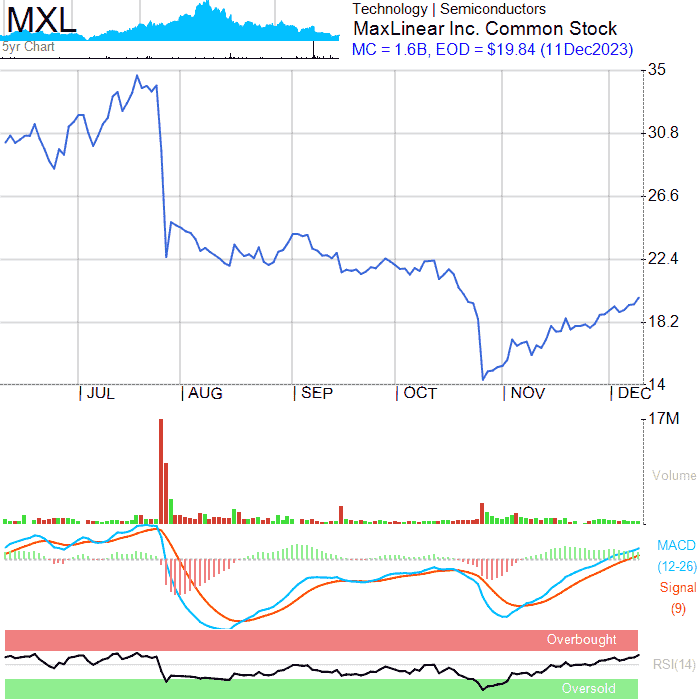 MXL
5yr Chart
Technology | Semiconductors
MaxLinear Inc. Common Stock
MC = 1.6B, EOD = $19.84 (11Dec2023)
35
30.8
26.6
22.4
18.2
14
JUL AUG SEP OCT NOV DEC
17M
Volume
MACD
(12-26)
Signal
(9)
Overbought
RSI(14)
Oversold